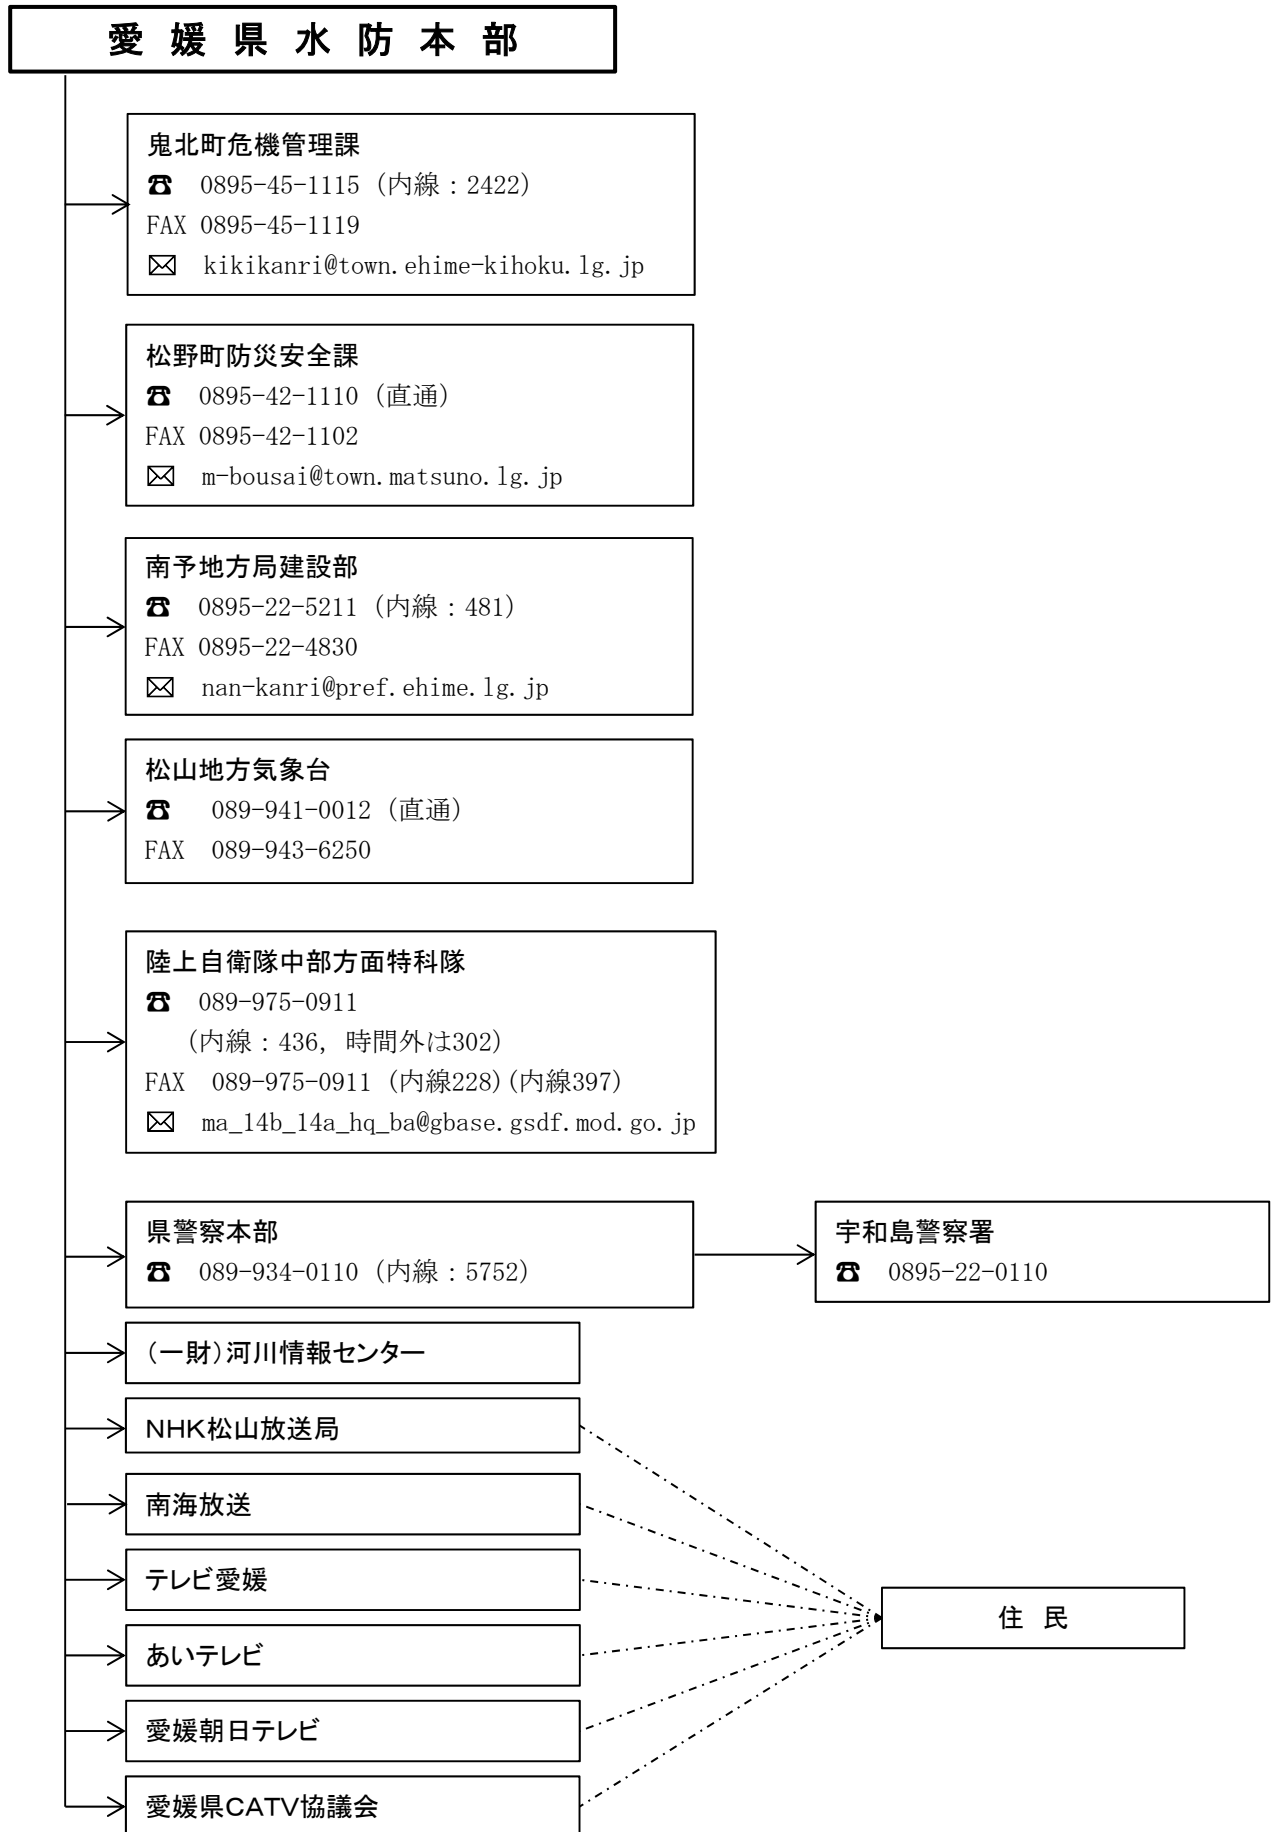 愛媛県水防本部
鬼北町危機管理課
☎ 0895-45-1115（内線：2422）
FAX 0895-45-1119
✉ kikikanri@town.ehime-kihoku.lg.jp
松野町防災安全課
☎ 0895-42-1110（直通）
FAX 0895-42-1102
✉ m-bousai@town.matsuno.lg.jp
南予地方局建設部
☎ 0895-22-5211（内線：481）
FAX 0895-22-4830
✉ nan-kanri@pref.ehime.lg.jp
松山地方気象台
☎ 089-941-0012（直通）
FAX 089-943-6250
陸上自衛隊中部方面特科隊
☎ 089-975-0911
（内線：436，時間外は302）
FAX 089-975-0911（内線228）（内線397）
✉ ma_14b_14a_hq_ba@gbase.gsdf.mod.go.jp
県警察本部
☎ 089-934-0110（内線：5752）
宇和島警察署
☎ 0895-22-0110
（一財）河川情報センター
NHK松山放送局
南海放送
テレビ愛媛
あいテレビ
愛媛朝日テレビ
愛媛県CATV協議会
住 民